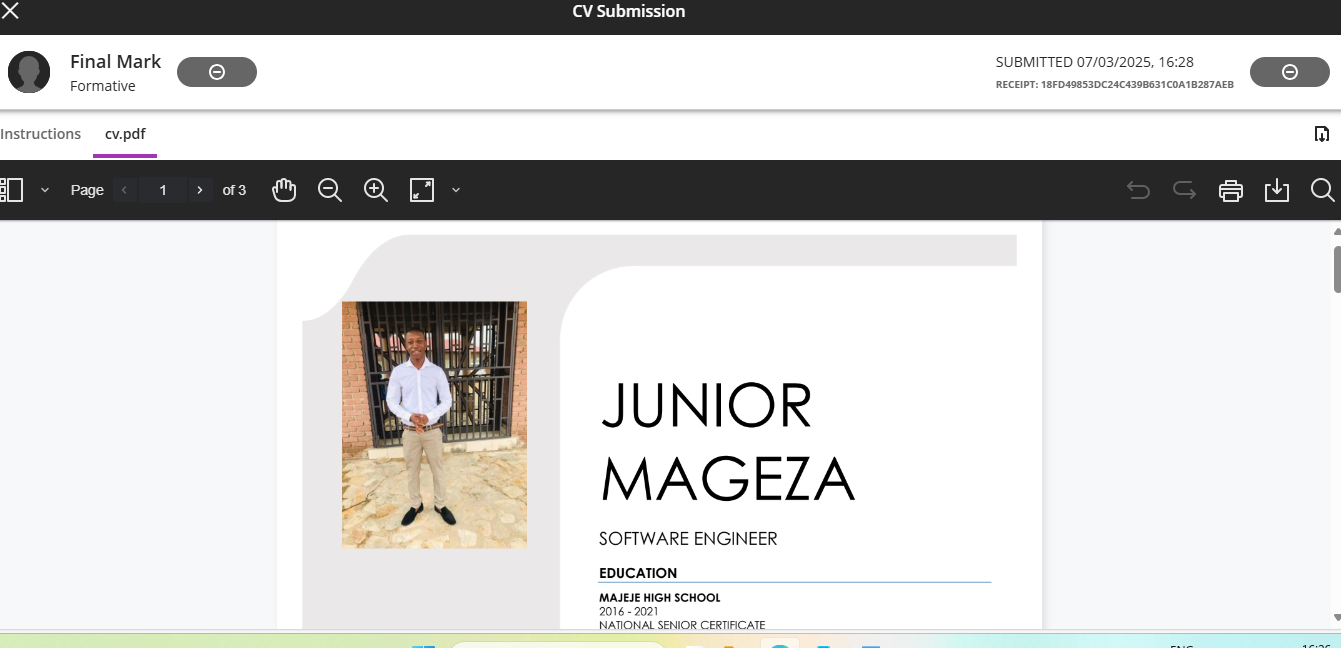 CV Submission
Final Mark
Formative
SUBMITTED 07/03/2025, 16:28
RECEIPT: 18FD49853DC24C439B631C0A1B287AEB
Instructions
cv.pdf
Page 1 of 3
JUNIOR
MAGEZA
SOFTWARE ENGINEER
EDUCATION
MAJEJE HIGH SCHOOL
2016 - 2021
NATIONAL SENIOR CERTIFICATE